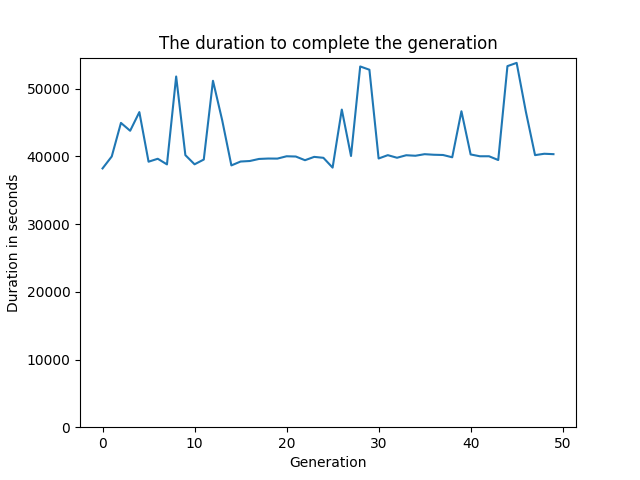 The duration to complete the generation
Duration in seconds
50000
40000
30000
20000
10000
0
0 10 20 30 40 50
Generation